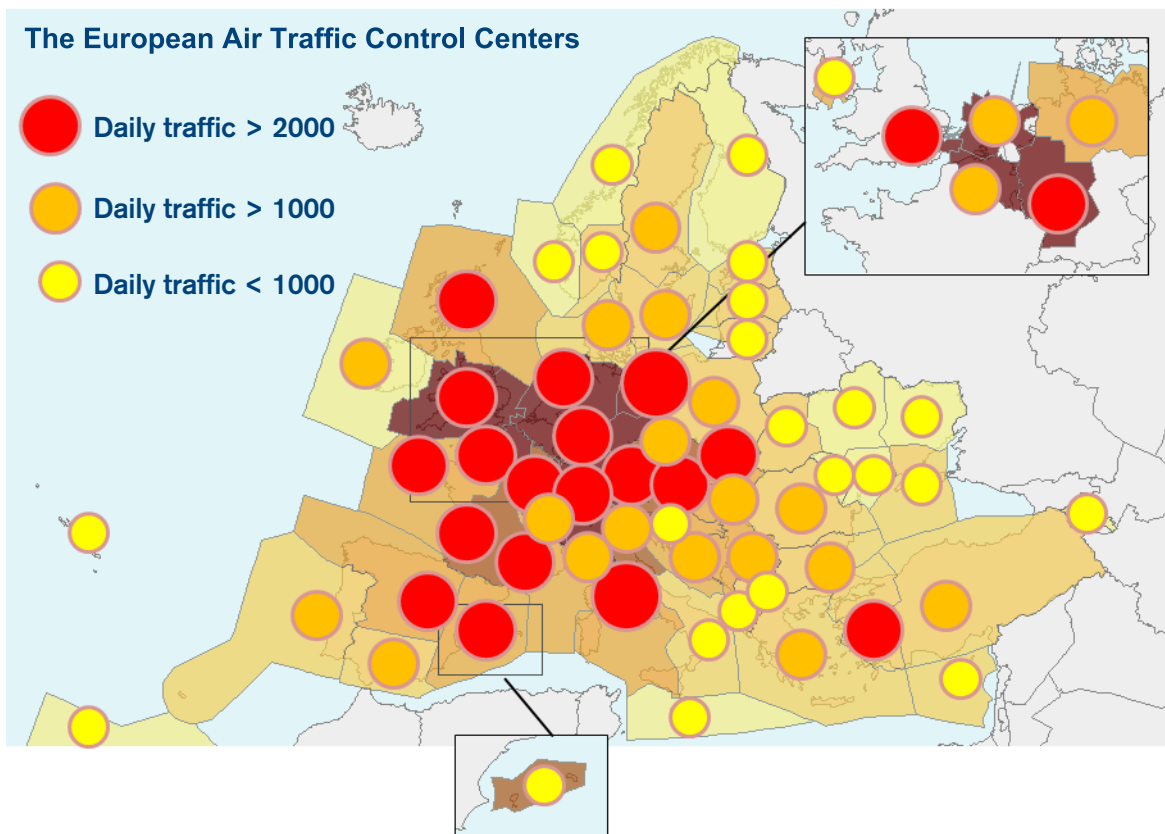 The European Air Traffic Control Centers
Daily traffic > 2000
Daily traffic > 1000
Daily traffic < 1000